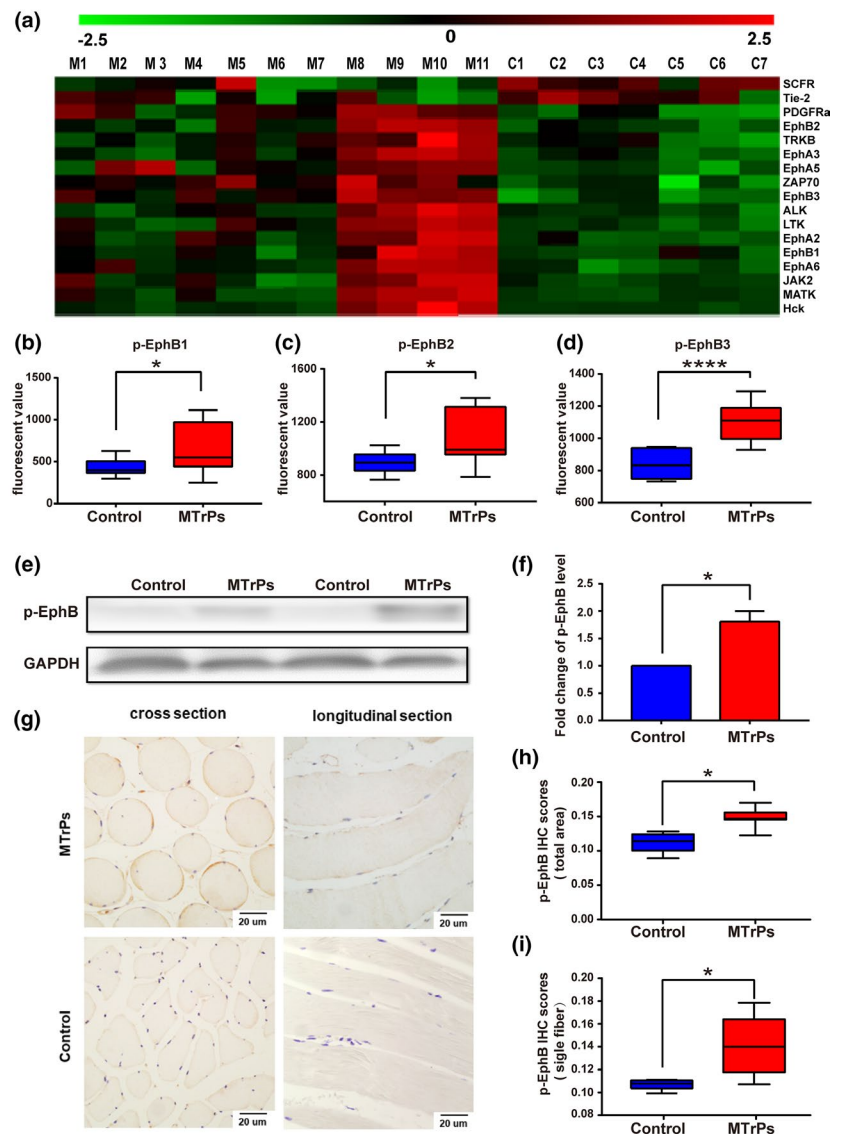 (a)
-2.5 0 2.5
M1 M2 M 3 M4 M5 M6 M7 M8 M9 M10 M11 C1 C2 C3 C4 C5 C6 C7
SCFR
Tie-2
PDGFRa
EphB2
TRKB
EphA3
EphA5
ZAP70
EphB3
ALK
LTK
EphA2
EphB1
EphA6
JAK2
MATK
Hck
(b)
p-EphB1
*
fluorescent value
1500
1000
500
0
Control MTrPs
(c)
p-EphB2
*
fluorescent value
1600
1200
800
Control MTrPs
(d)
p-EphB3
****
fluorescent value
1400
1200
1000
800
600
Control MTrPs
(e)
Control MTrPs Control MTrPs
p-EphB
GAPDH
(f)
*
Fold change of p-EphB level
2.5
2.0
1.5
1.0
0.5
0.0
Control MTrPs
(g)
cross section longitudinal section
MTrPs
20 um
20 um
Control
20 um
20 um
(h)
*
p-EphB IHC scores
( total area)
0.20
0.15
0.10
0.05
0.00
Control MTrPs
(i)
*
p-EphB IHC scores
( sigle fiber)
0.20
0.18
0.16
0.14
0.12
0.10
0.08
Control MTrPs